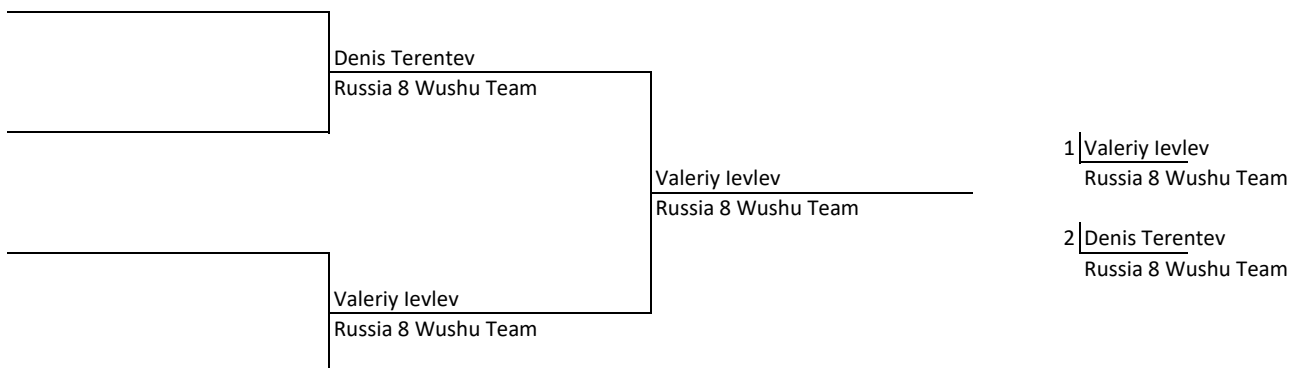 Denis Terentev
Russia 8 Wushu Team
1 Valeriy Ievlev
Valeriy Ievlev
Russia 8 Wushu Team
Russia 8 Wushu Team
2 Denis Terentev
Russia 8 Wushu Team
Valeriy Ievlev
Russia 8 Wushu Team